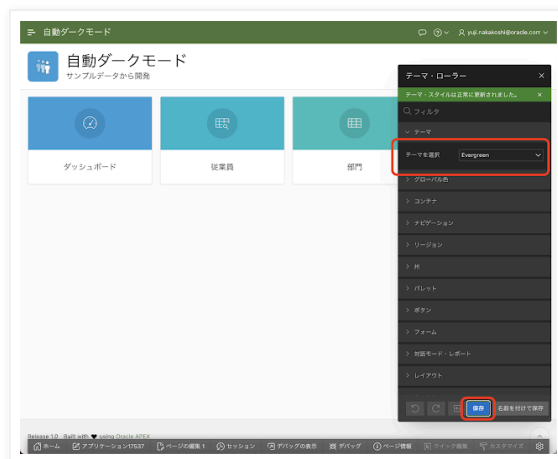 自動ダークモード
yuji.nakakoshi@oracle.com
自動ダークモード
サンプルデータから開発
ダッシュボード
従業員
部門
テーマ・ローラー
テーマ・スタイルは正常に更新されました。
フィルタ
テーマ
テーマを選択 Evergreen
グローバル色
コンテナ
ナビゲーション
リージョン
パレット
ボタン
フォーム
対話モード・レポート
レイアウト
保存 名前を付けて保存
Release 1.0 Built with ❤ using Oracle APEX
ホーム アプリケーション17537 ページの編集 1 セッション デバッグの表示 デバッグ ページ情報 クイック編集 カスタマイズ